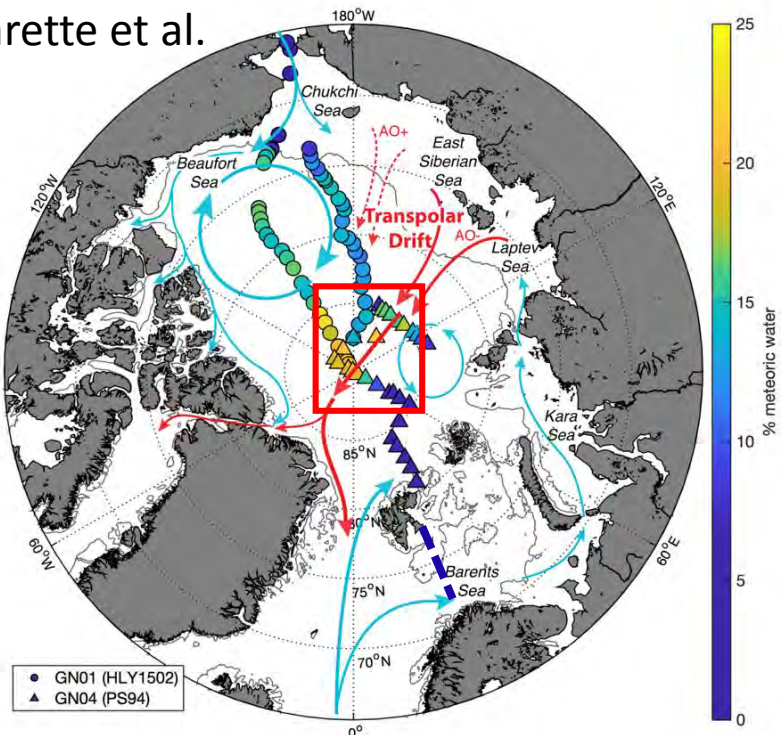 arette et al.
180°W
25
Chukchi
Sea
AO+
East
Siberian
Sea
Beaufort
Sea
120°W
120°E
20
Transpolar
Drift
AO-
Laptev
Sea
15
% meteoric water
10
Kara
Sea
85°N
80°N
60°W
60°E
Barents
Sea
75°N
5
70°N
GN01 (HLY1502)
GN04 (PS94)
0
0°